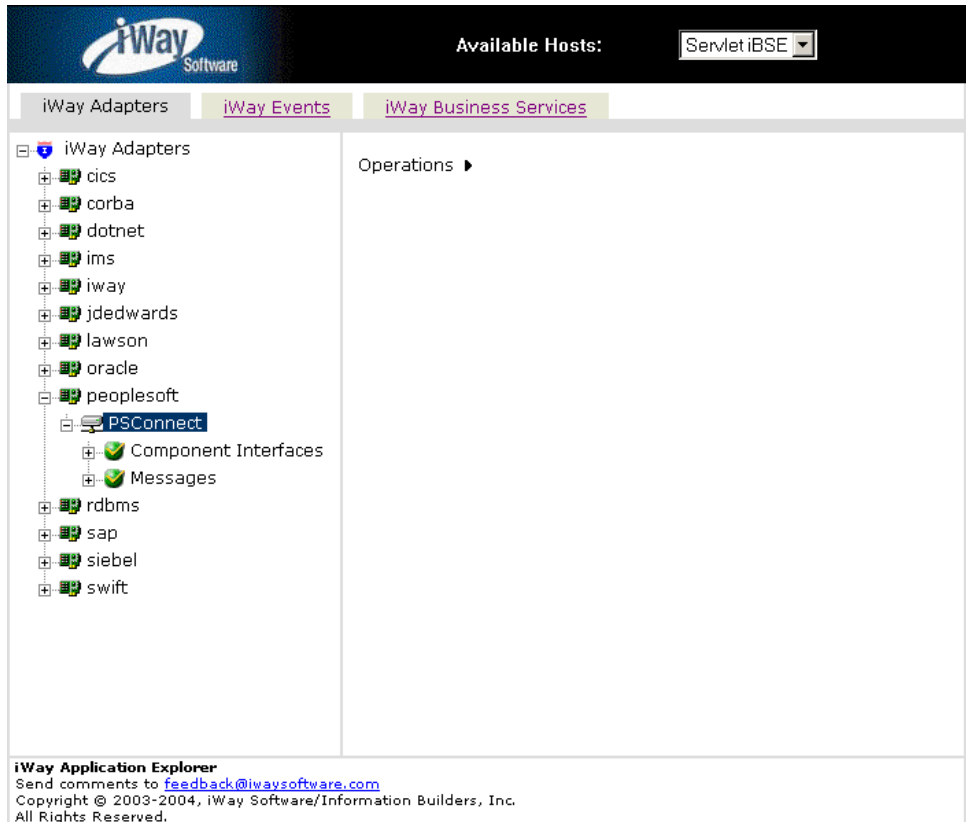 iWay
Software
Available Hosts:
Servlet iBSE
iWay Adapters
iWay Events
iWay Business Services
iWay Adapters
cics
corba
dotnet
ims
iway
jdedwards
lawson
oracle
peoplesoft
PSConnect
Component Interfaces
Messages
rdbms
sap
siebel
swift
Operations
iWay Application Explorer
Send comments to feedback@iwaysoftware.com
Copyright © 2003-2004, iWay Software/Information Builders, Inc.
All Rights Reserved.